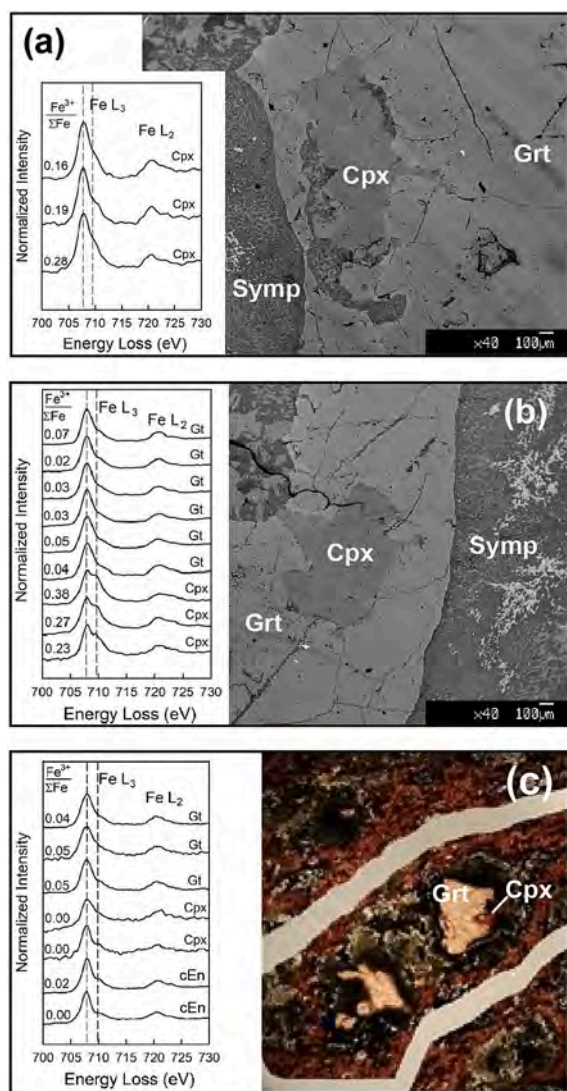 (a)
Fe³⁺
ΣFe
Fe L₃
Fe L₂
0.16
Cpx
0.19
Cpx
0.28
Cpx
Normalized Intensity
700 705 710 715 720 725 730
Energy Loss (eV)
Cpx
Grt
Symp
×40 100µm
(b)
Fe³⁺
ΣFe
Fe L₃
Fe L₂
0.07
Gt
0.02
Gt
0.03
Gt
0.03
Gt
0.05
Gt
0.04
Gt
0.38
Cpx
0.27
Cpx
0.23
Cpx
Normalized Intensity
700 705 710 715 720 725 730
Energy Loss (eV)
Cpx
Symp
Grt
×40 100µm
(c)
Fe³⁺
ΣFe
Fe L₃
Fe L₂
0.04
Gt
0.05
Gt
0.05
Gt
0.00
Cpx
0.00
Cpx
0.02
cEn
0.00
cEn
Normalized Intensity
700 705 710 715 720 725 730
Energy Loss (eV)
Grt
Cpx